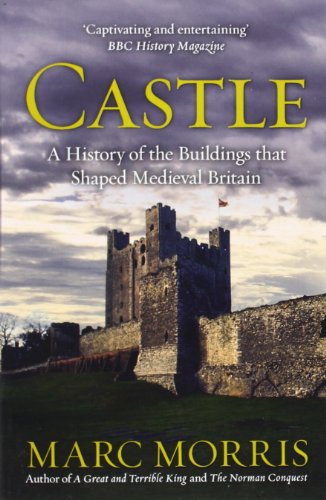 ‘Captivating and entertaining’
BBC History Magazine
CASTLE
A History of the Buildings that
Shaped Medieval Britain
MARC MORRIS
Author of A Great and Terrible King and The Norman Conquest